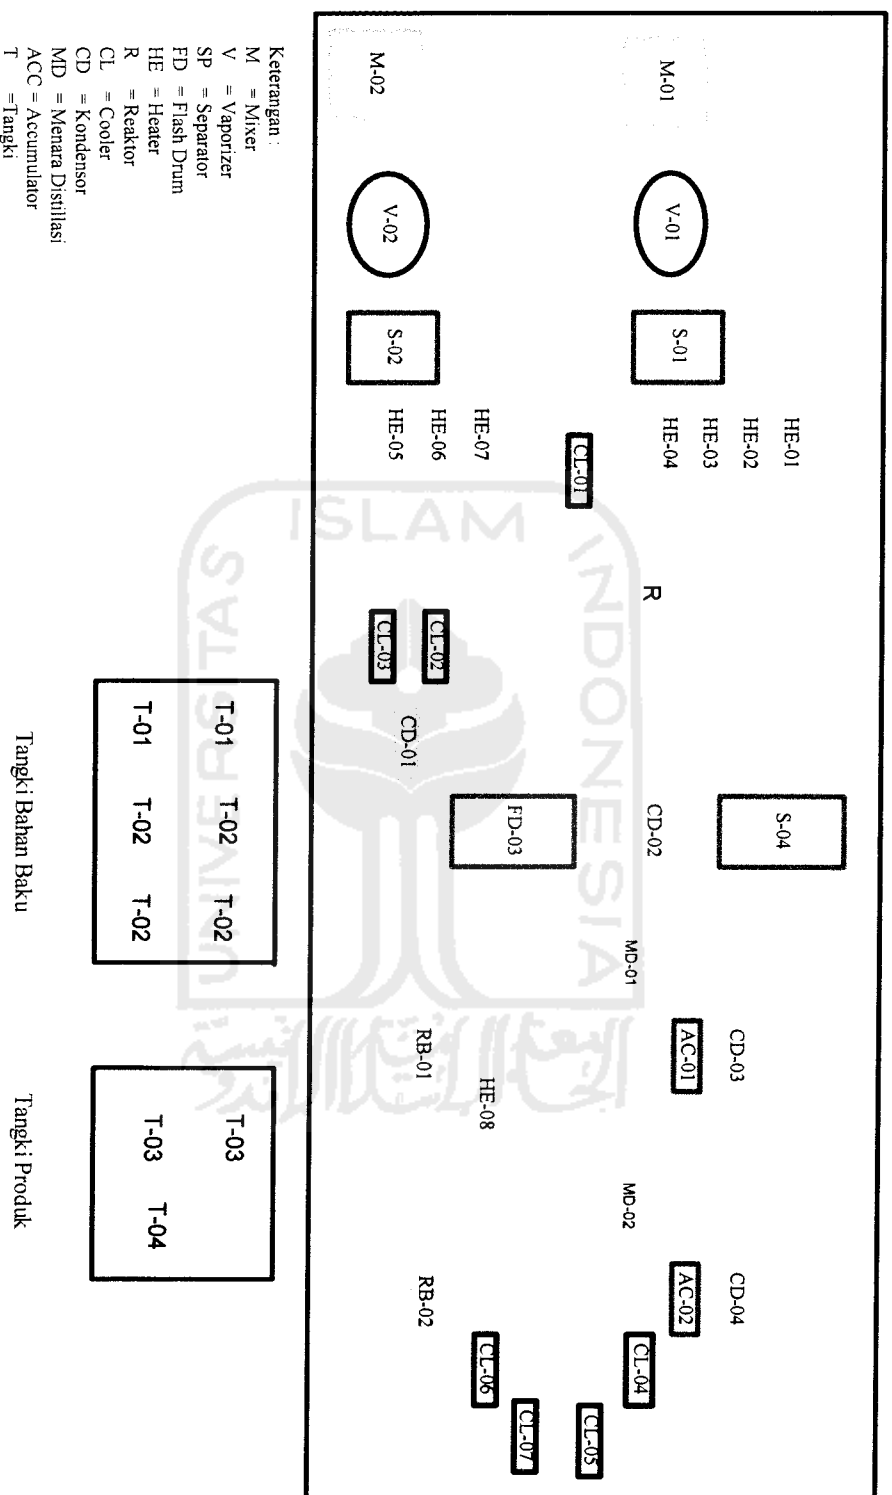 M-01
V-01
S-01
HE-01
HE-02
HE-03
HE-04
CL-01
R
S-04
CD-02
MD-01
CD-03
AC-01
MD-02
CD-04
AC-02
CL-04
CL-05
M-02
V-02
S-02
HE-07
HE-06
HE-05
CL-02
CL-03
CD-01
FD-03
RB-01
HE-08
RB-02
CL-06
CL-07
Keterangan :
M = Mixer
V = Vaporizer
SP = Separator
FD = Flash Drum
HE = Heater
R = Reaktor
CL = Cooler
CD = Kondensor
MD = Menara Distillasi
ACC = Accumulator
T =Tangki
T-01 T-02 T-02
T-01 T-02 T-02
Tangki Bahan Baku
T-03
T-03 T-04
Tangki Produk
UNIVERSITAS ISLAM INDONESIA